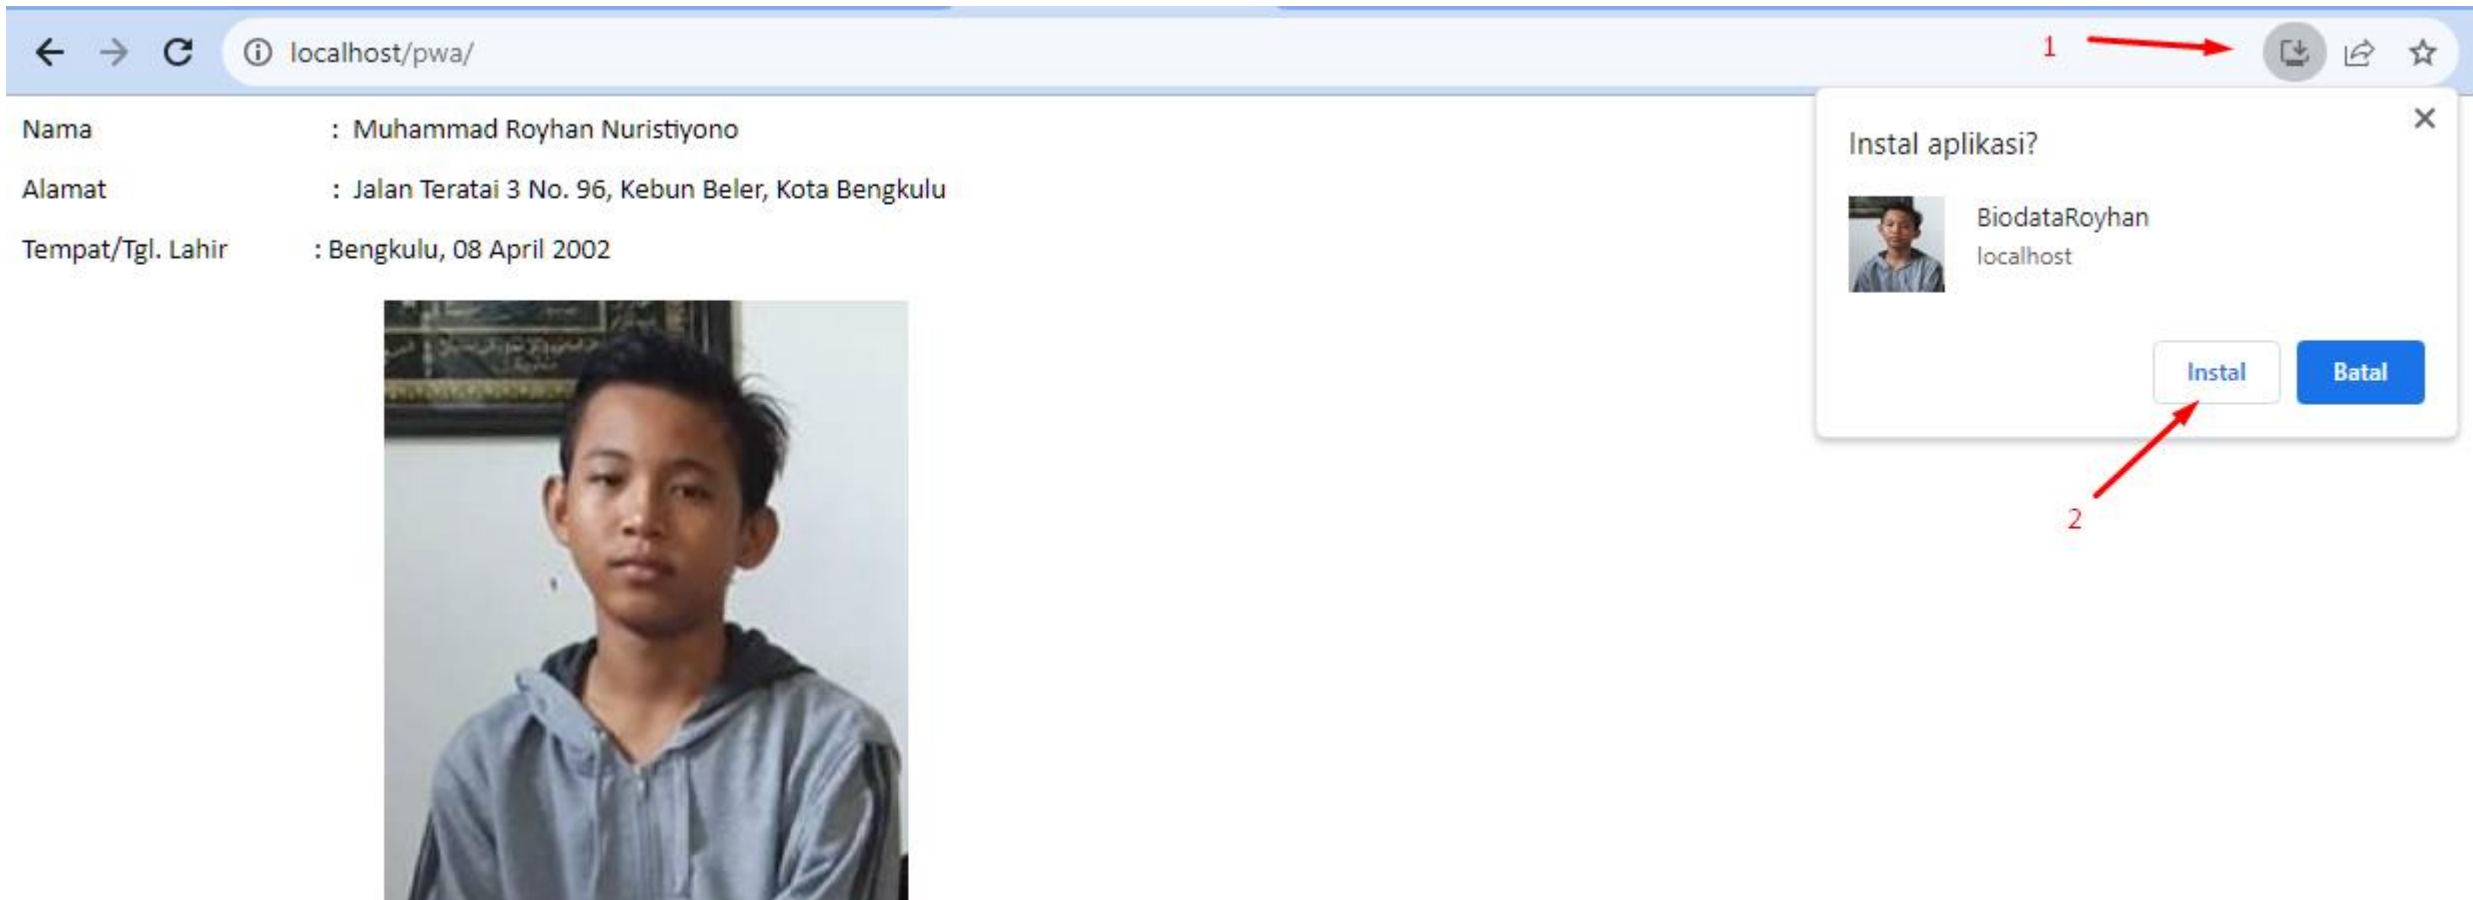 localhost/pwa/
1
Nama : Muhammad Royhan Nuristiyono
Alamat : Jalan Teratai 3 No. 96, Kebun Beler, Kota Bengkulu
Tempat/Tgl. Lahir : Bengkulu, 08 April 2002
Instal aplikasi?
BiodataRoyhan
localhost
Instal Batal
2